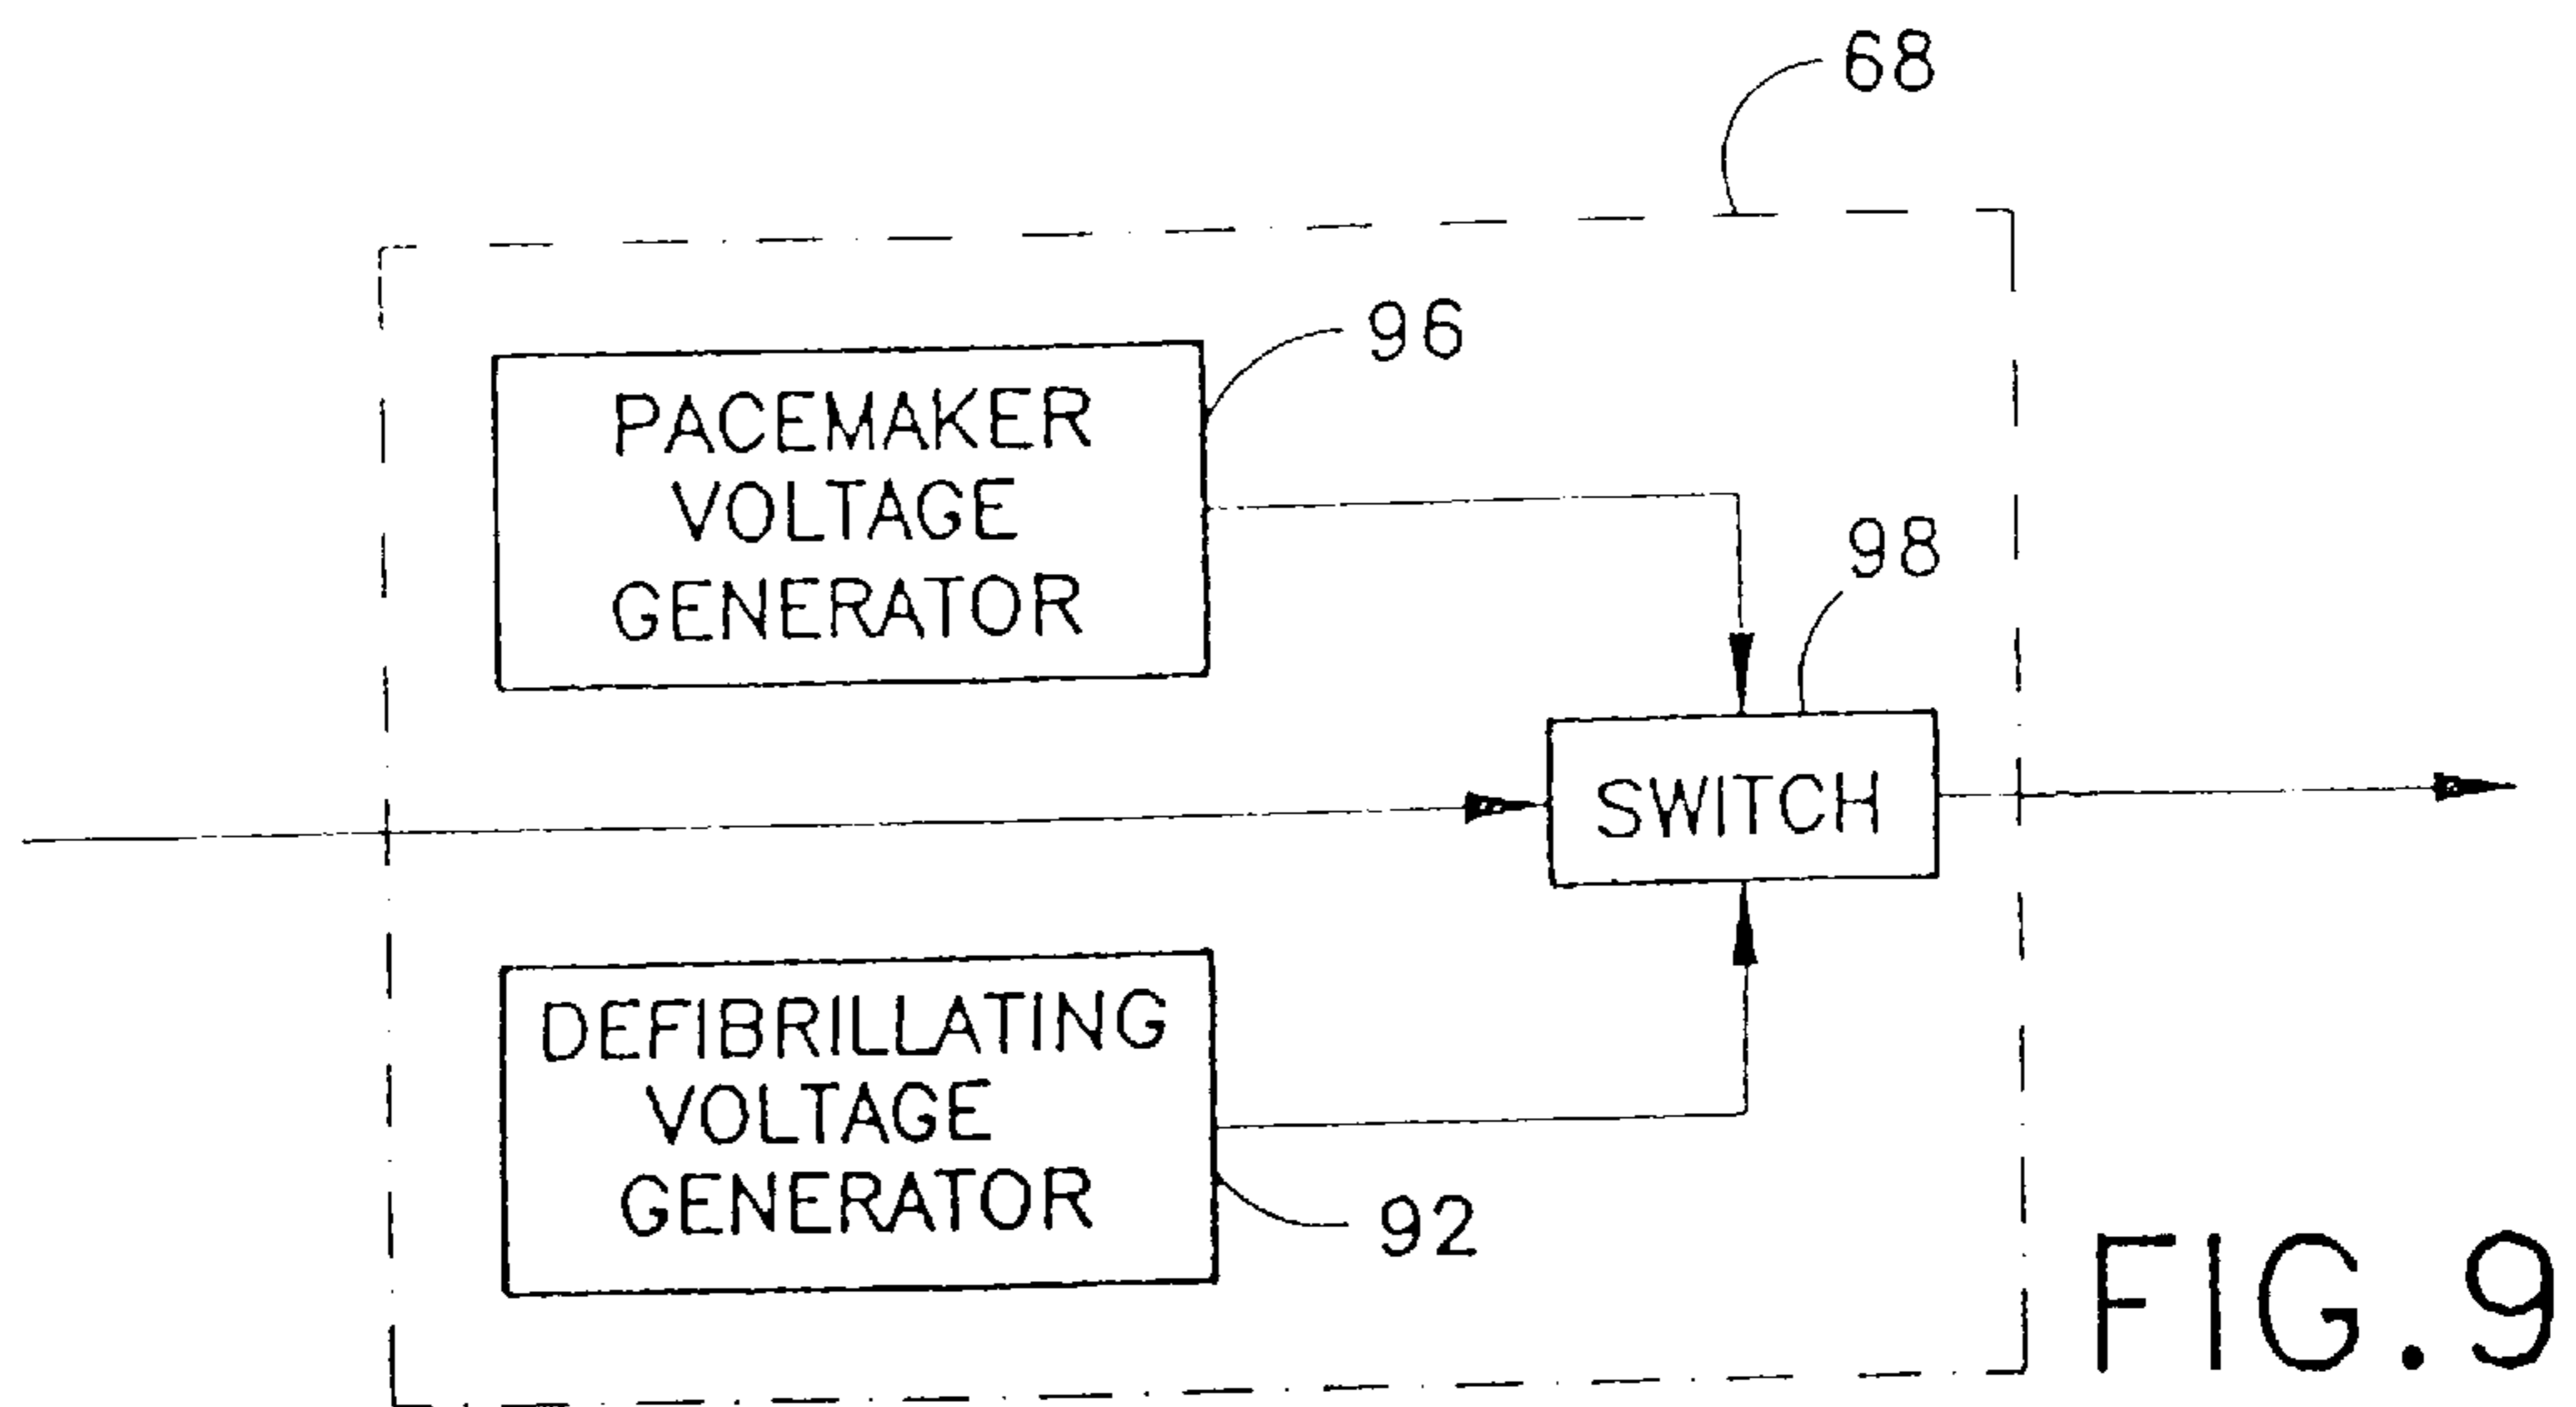 68
96
PACEMAKER
VOLTAGE
GENERATOR
98
SWITCH
DEFIBRILLATING
VOLTAGE
GENERATOR
92
FIG.9